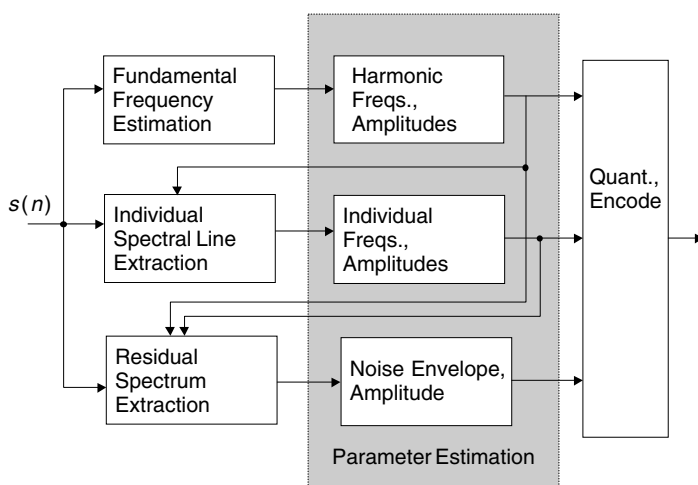 Fundamental
Frequency
Estimation
Harmonic
Freqs.,
Amplitudes
Quant.,
Encode
s(n)
Individual
Spectral Line
Extraction
Individual
Freqs.,
Amplitudes
Residual
Spectrum
Extraction
Noise Envelope,
Amplitude
Parameter Estimation